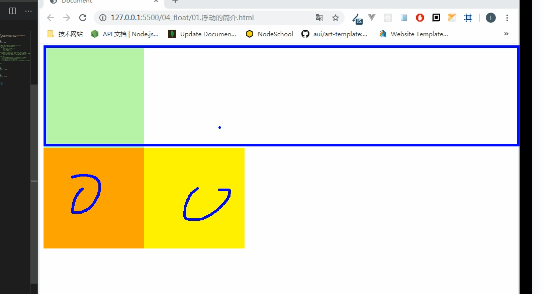 Document
127.0.0.1:5500/04_float/01.浮动的简介.html
技术网站 API 文档 | Node.js... Update Documen... NodeSchool aui/art-template:... Website Template... »